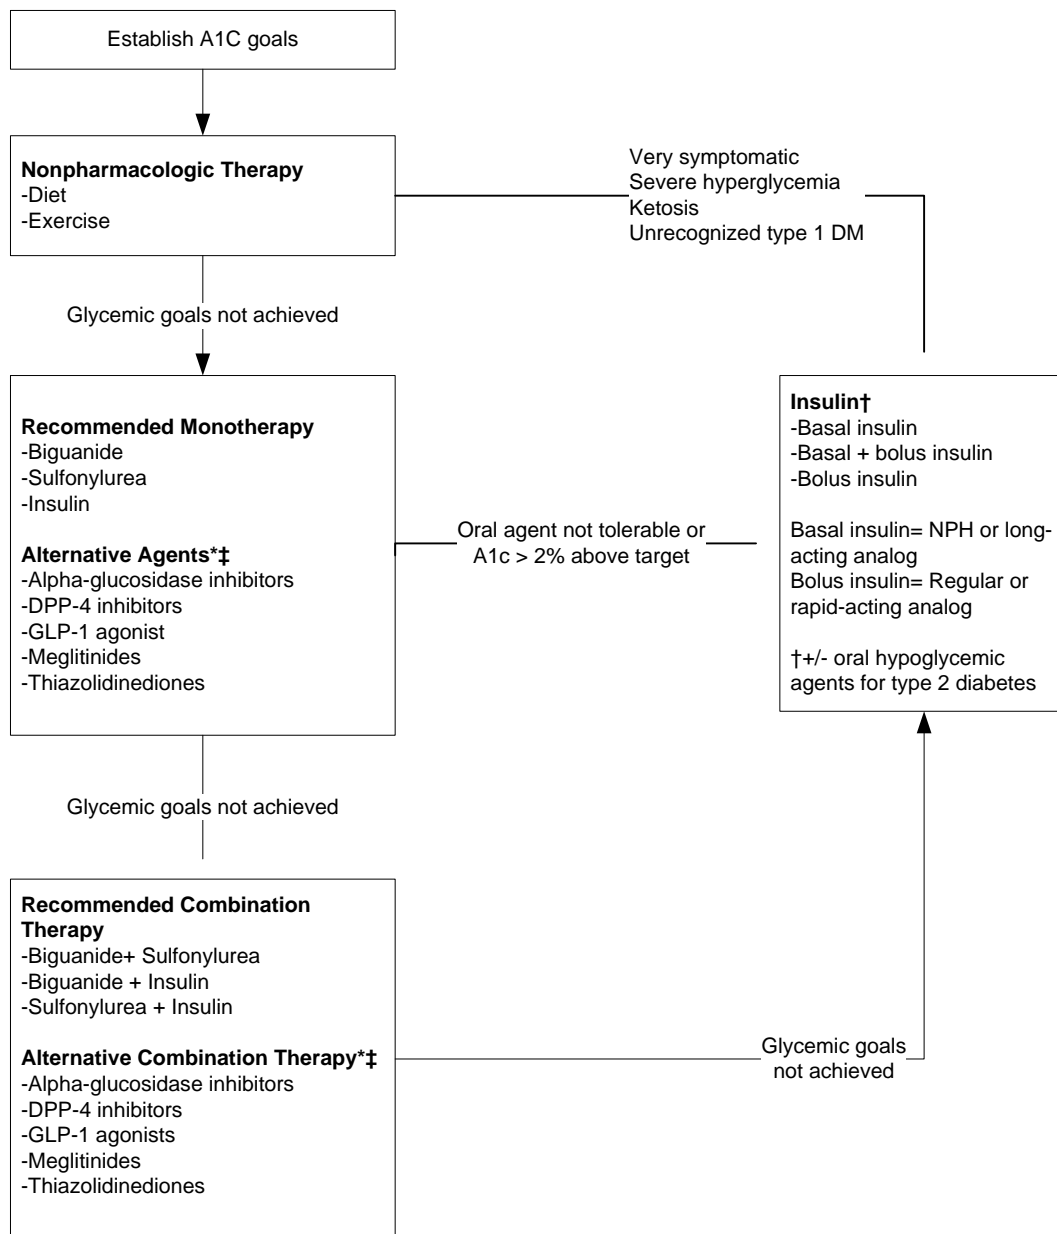 Establish A1C goals
Nonpharmacologic Therapy
-Diet
-Exercise
Very symptomatic
Severe hyperglycemia
Ketosis
Unrecognized type 1 DM
Glycemic goals not achieved
Recommended Monotherapy
-Biguanide
-Sulfonylurea
-Insulin
Alternative Agents*‡
-Alpha-glucosidase inhibitors
-DPP-4 inhibitors
-GLP-1 agonist
-Meglitinides
-Thiazolidinediones
Oral agent not tolerable or
A1c > 2% above target
Insulin†
-Basal insulin
-Basal + bolus insulin
-Bolus insulin
Basal insulin= NPH or long-
acting analog
Bolus insulin= Regular or
rapid-acting analog
†+/- oral hypoglycemic
agents for type 2 diabetes
Glycemic goals not achieved
Recommended Combination
Therapy
-Biguanide+ Sulfonylurea
-Biguanide + Insulin
-Sulfonylurea + Insulin
Alternative Combination Therapy*‡
-Alpha-glucosidase inhibitors
-DPP-4 inhibitors
-GLP-1 agonists
-Meglitinides
-Thiazolidinediones
Glycemic goals
not achieved